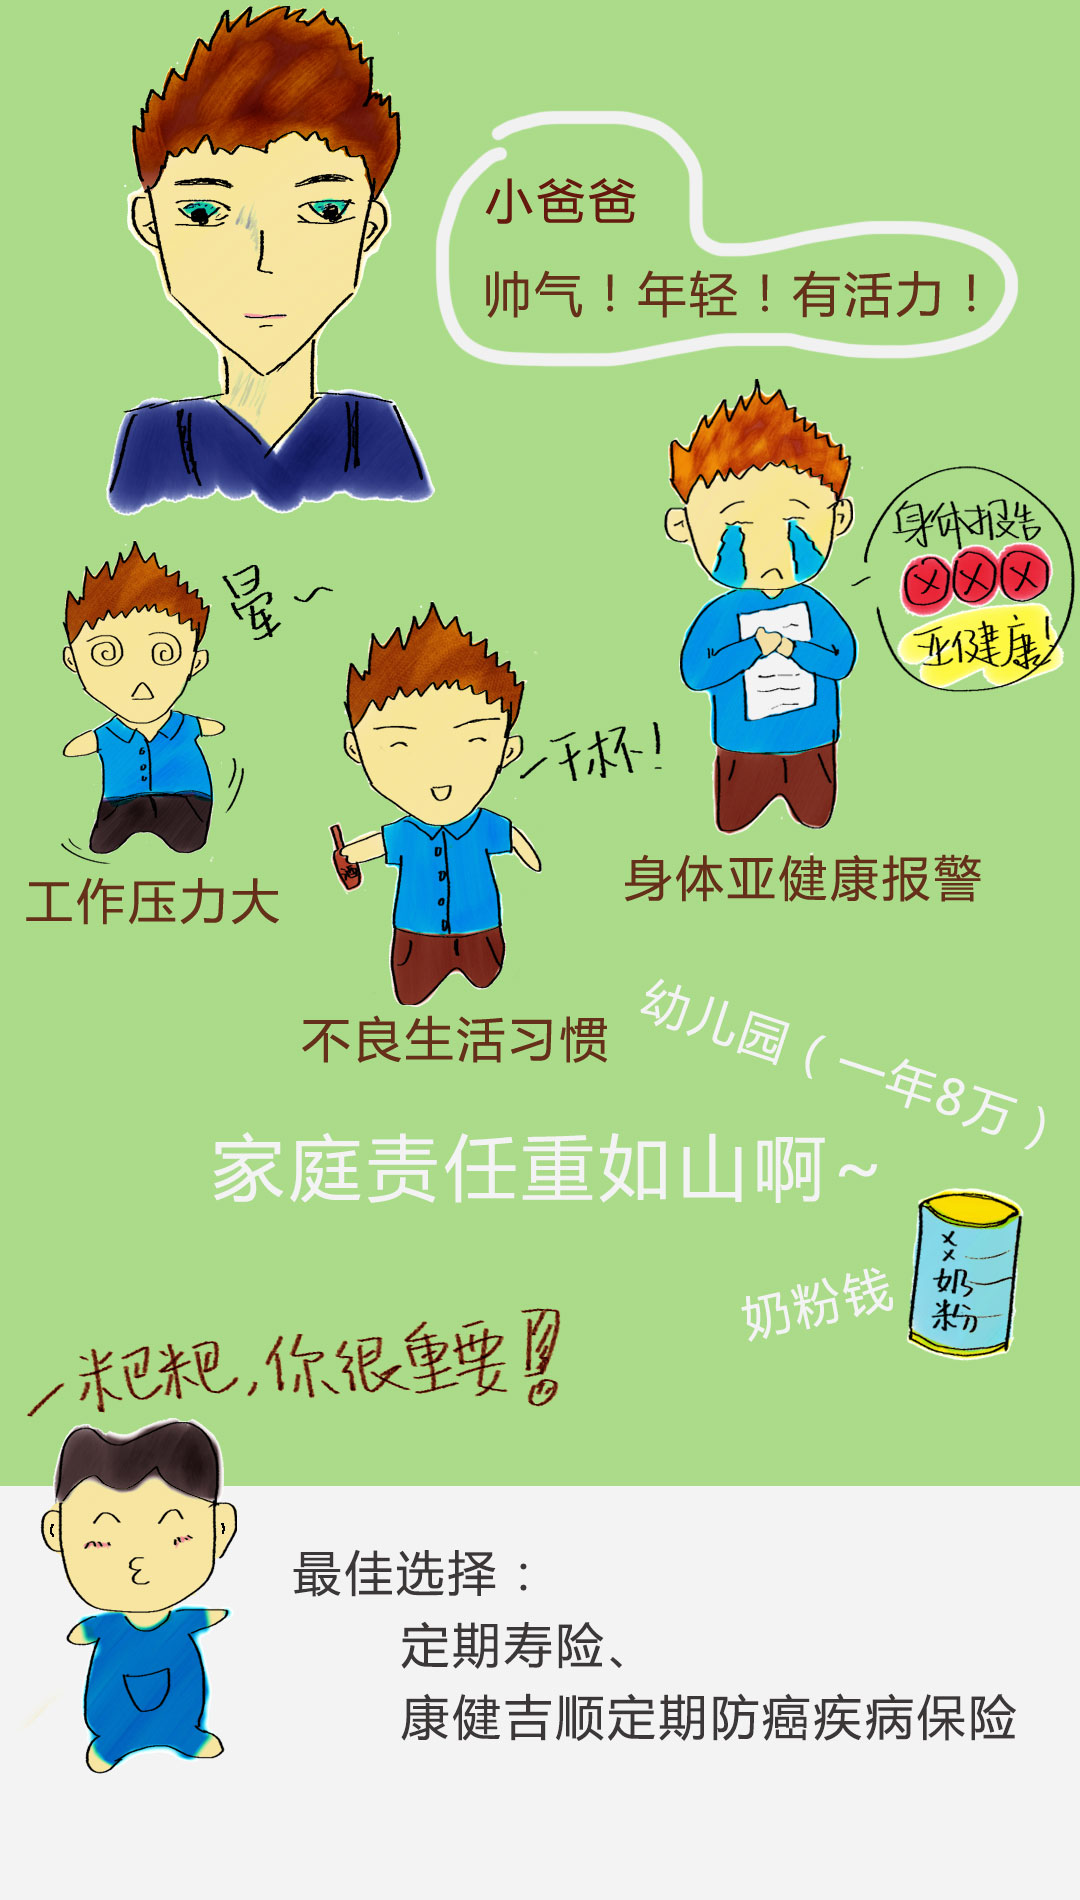 小爸爸
帅气！年轻！有活力！
身体报告
×××
亚健康!
晕~
干杯！
酒
工作压力大
身体亚健康报警
不良生活习惯
幼儿园（一年8万）
家庭责任重如山啊~
××奶粉
奶粉钱
粑粑,你很重要!
最佳选择：
定期寿险、
康健吉顺定期防癌疾病保险